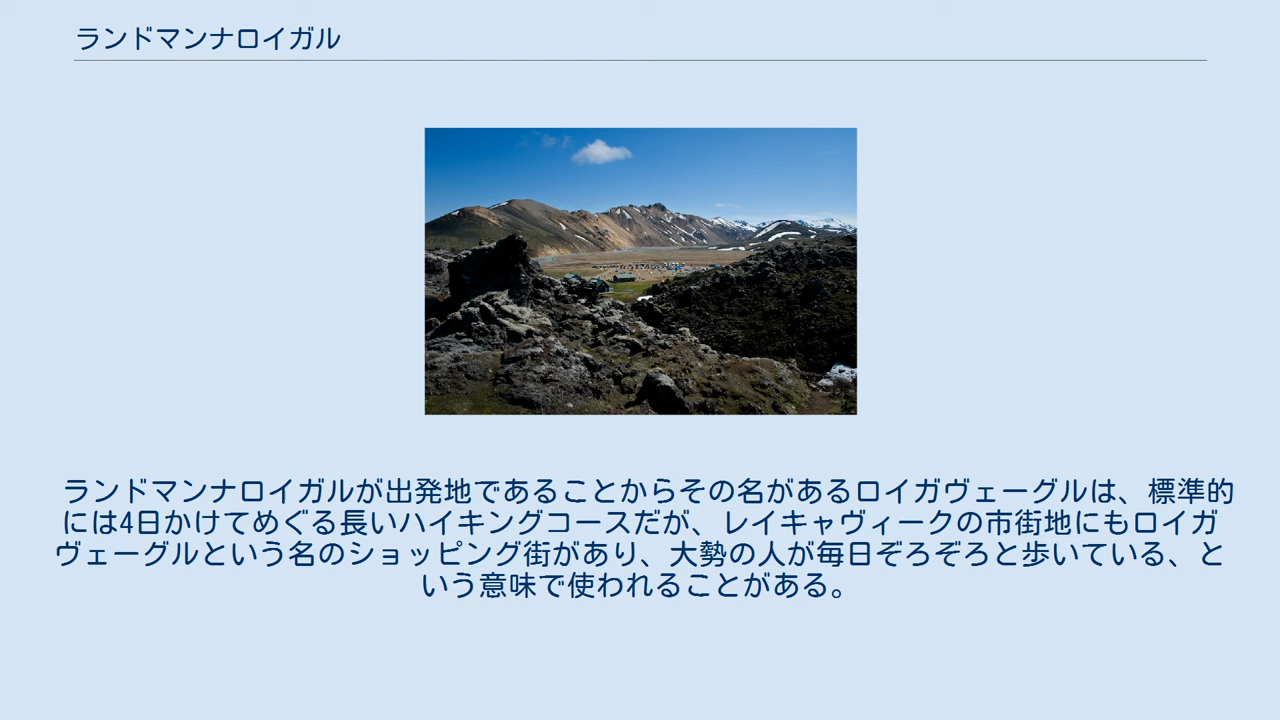 ランドマンナロイガル
ランドマンナロイガルが出発地であることからその名があるロイガヴェーグルは、標準的
には4日かけてめぐる長いハイキングコースだが、レイキャヴィークの市街地にもロイガ
ヴェーグルという名のショッピング街があり、大勢の人が毎日ぞろぞろと歩いている、と
いう意味で使われることがある。